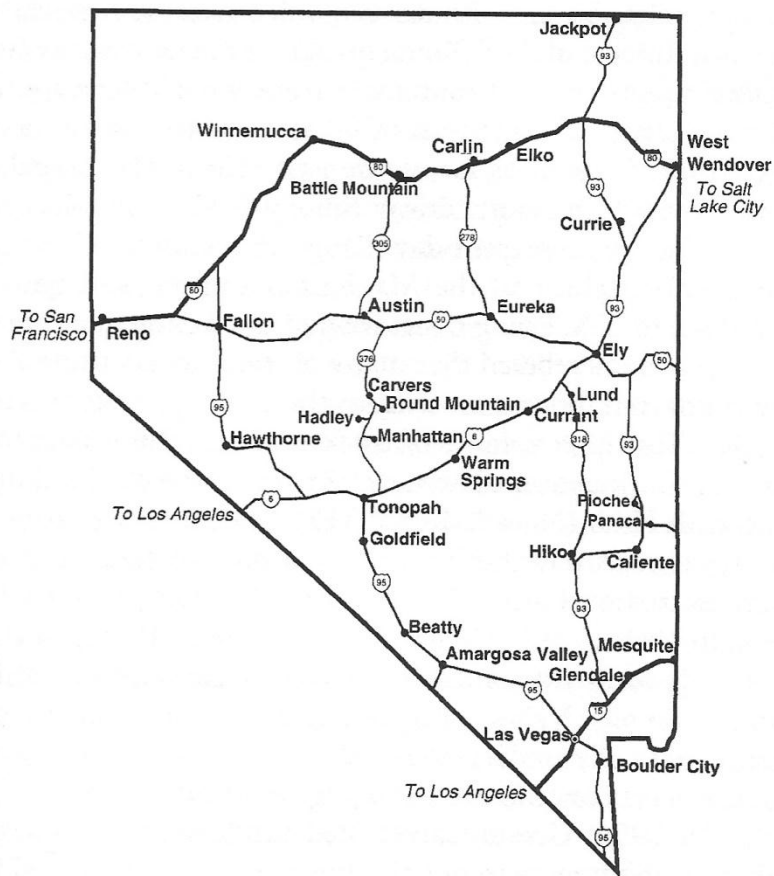 Jackpot
93
Winnemucca
Carlin
Elko
West
Wendover
80
80
Battle Mountain
To Salt
Lake City
93
Currie
305
278
80
93
To San
Francisco
Reno
Fallon
Austin
50
Eureka
Ely
50
376
Carvers
Round Mountain
Lund
Currant
Hadley
95
Manhattan
6
318
93
Hawthorne
Warm
Springs
6
Tonopah
To Los Angeles
Pioche
Panaca
Goldfield
Hiko
Caliente
95
93
Beatty
Mesquite
Amargosa Valley
Glendale
95
15
Las Vegas
Boulder City
To Los Angeles
95